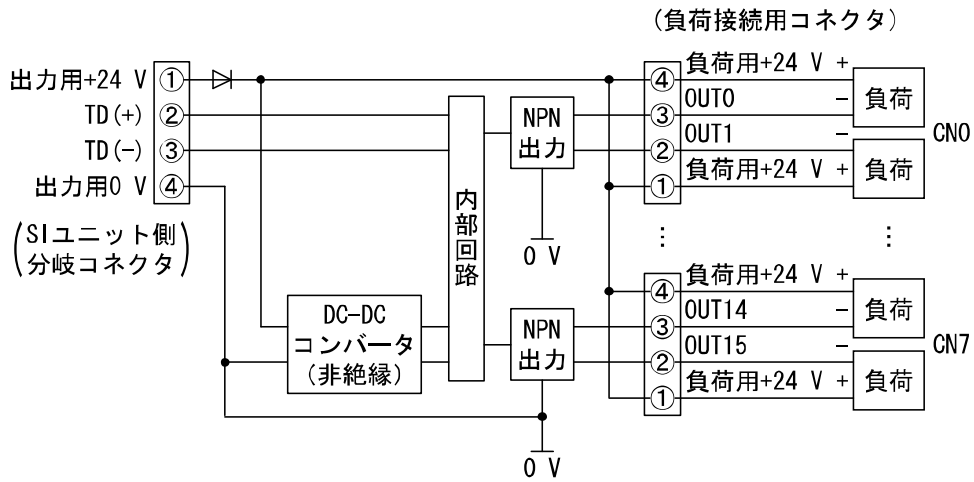 (負荷接続用コネクタ)
出力用+24 V ①
TD(+) ②
TD(−) ③
出力用0 V ④
(SIユニット側
分岐コネクタ)
DC−DC
コンバータ
(非絶縁)
内部回路
NPN
出力
0 V
NPN
出力
0 V
④ 負荷用+24 V +
③ OUT0 −
② OUT1 −
① 負荷用+24 V +
負荷
負荷
CN0
⋮ ⋮
④ 負荷用+24 V +
③ OUT14 −
② OUT15 −
① 負荷用+24 V +
負荷
負荷
CN7